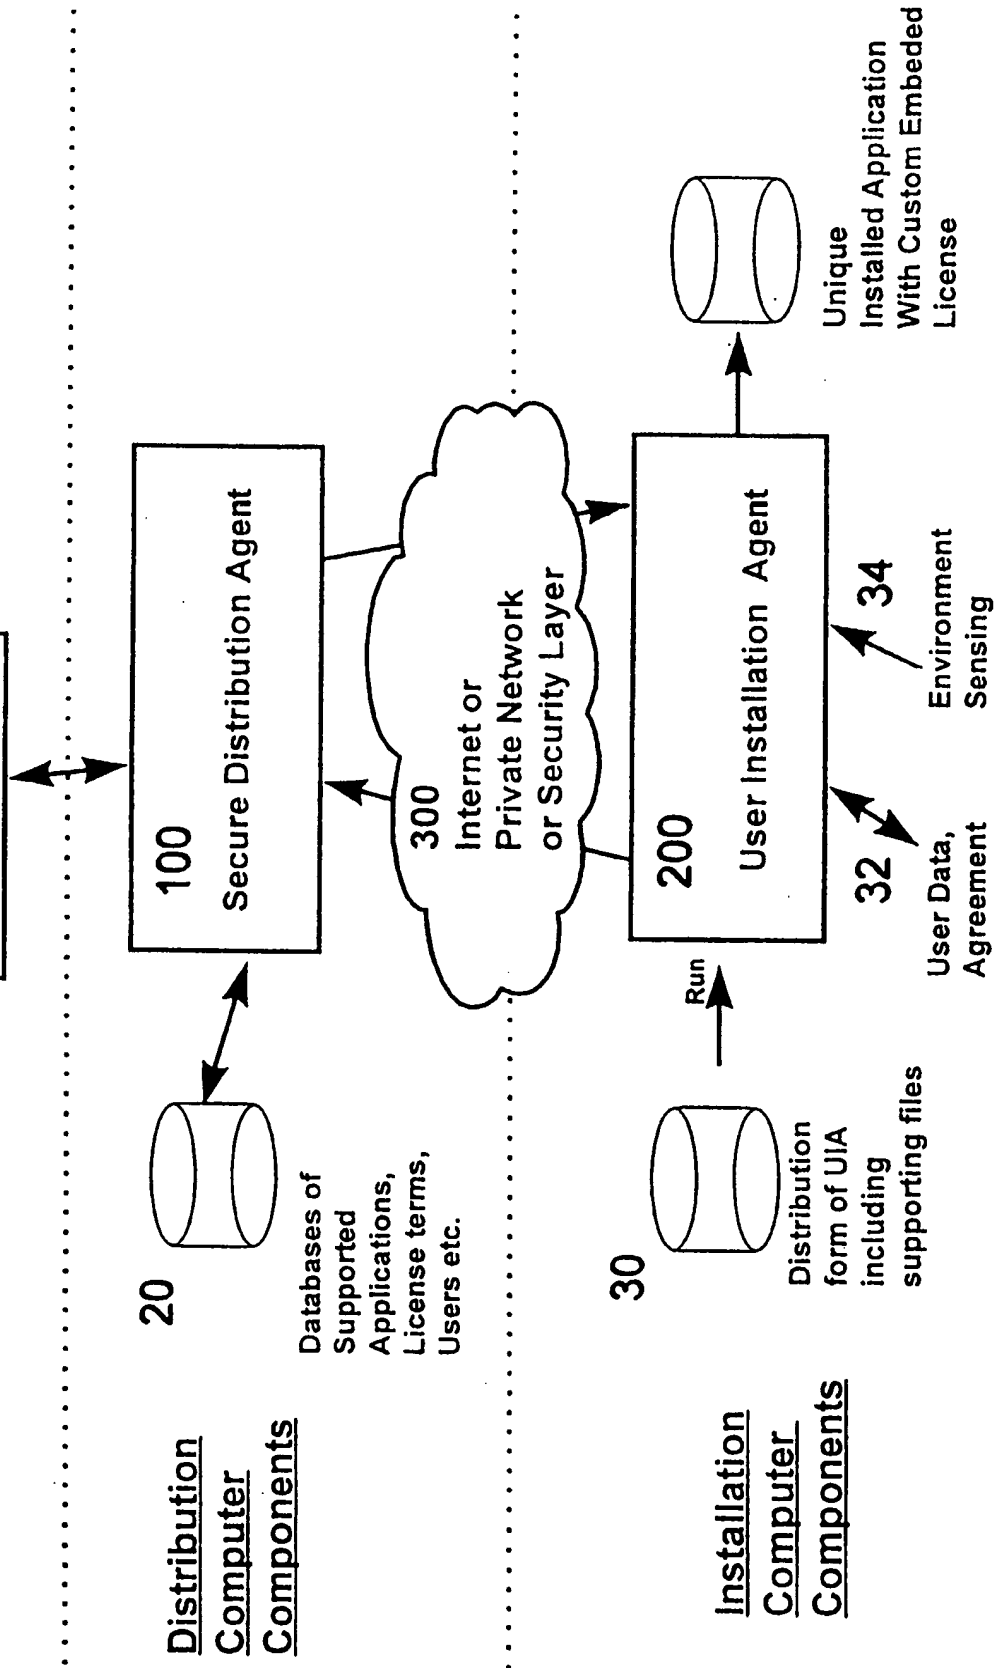 Distribution
Computer
Components
20
Databases of
Supported
Applications,
License terms,
Users etc.
100
Secure Distribution Agent
300
Internet or
Private Network
or Security Layer
Installation
Computer
Components
30
Distribution
form of UIA
including
supporting files
Run
200
User Installation Agent
32
User Data,
Agreement
34
Environment
Sensing
Unique
Installed Application
With Custom Embeded
License